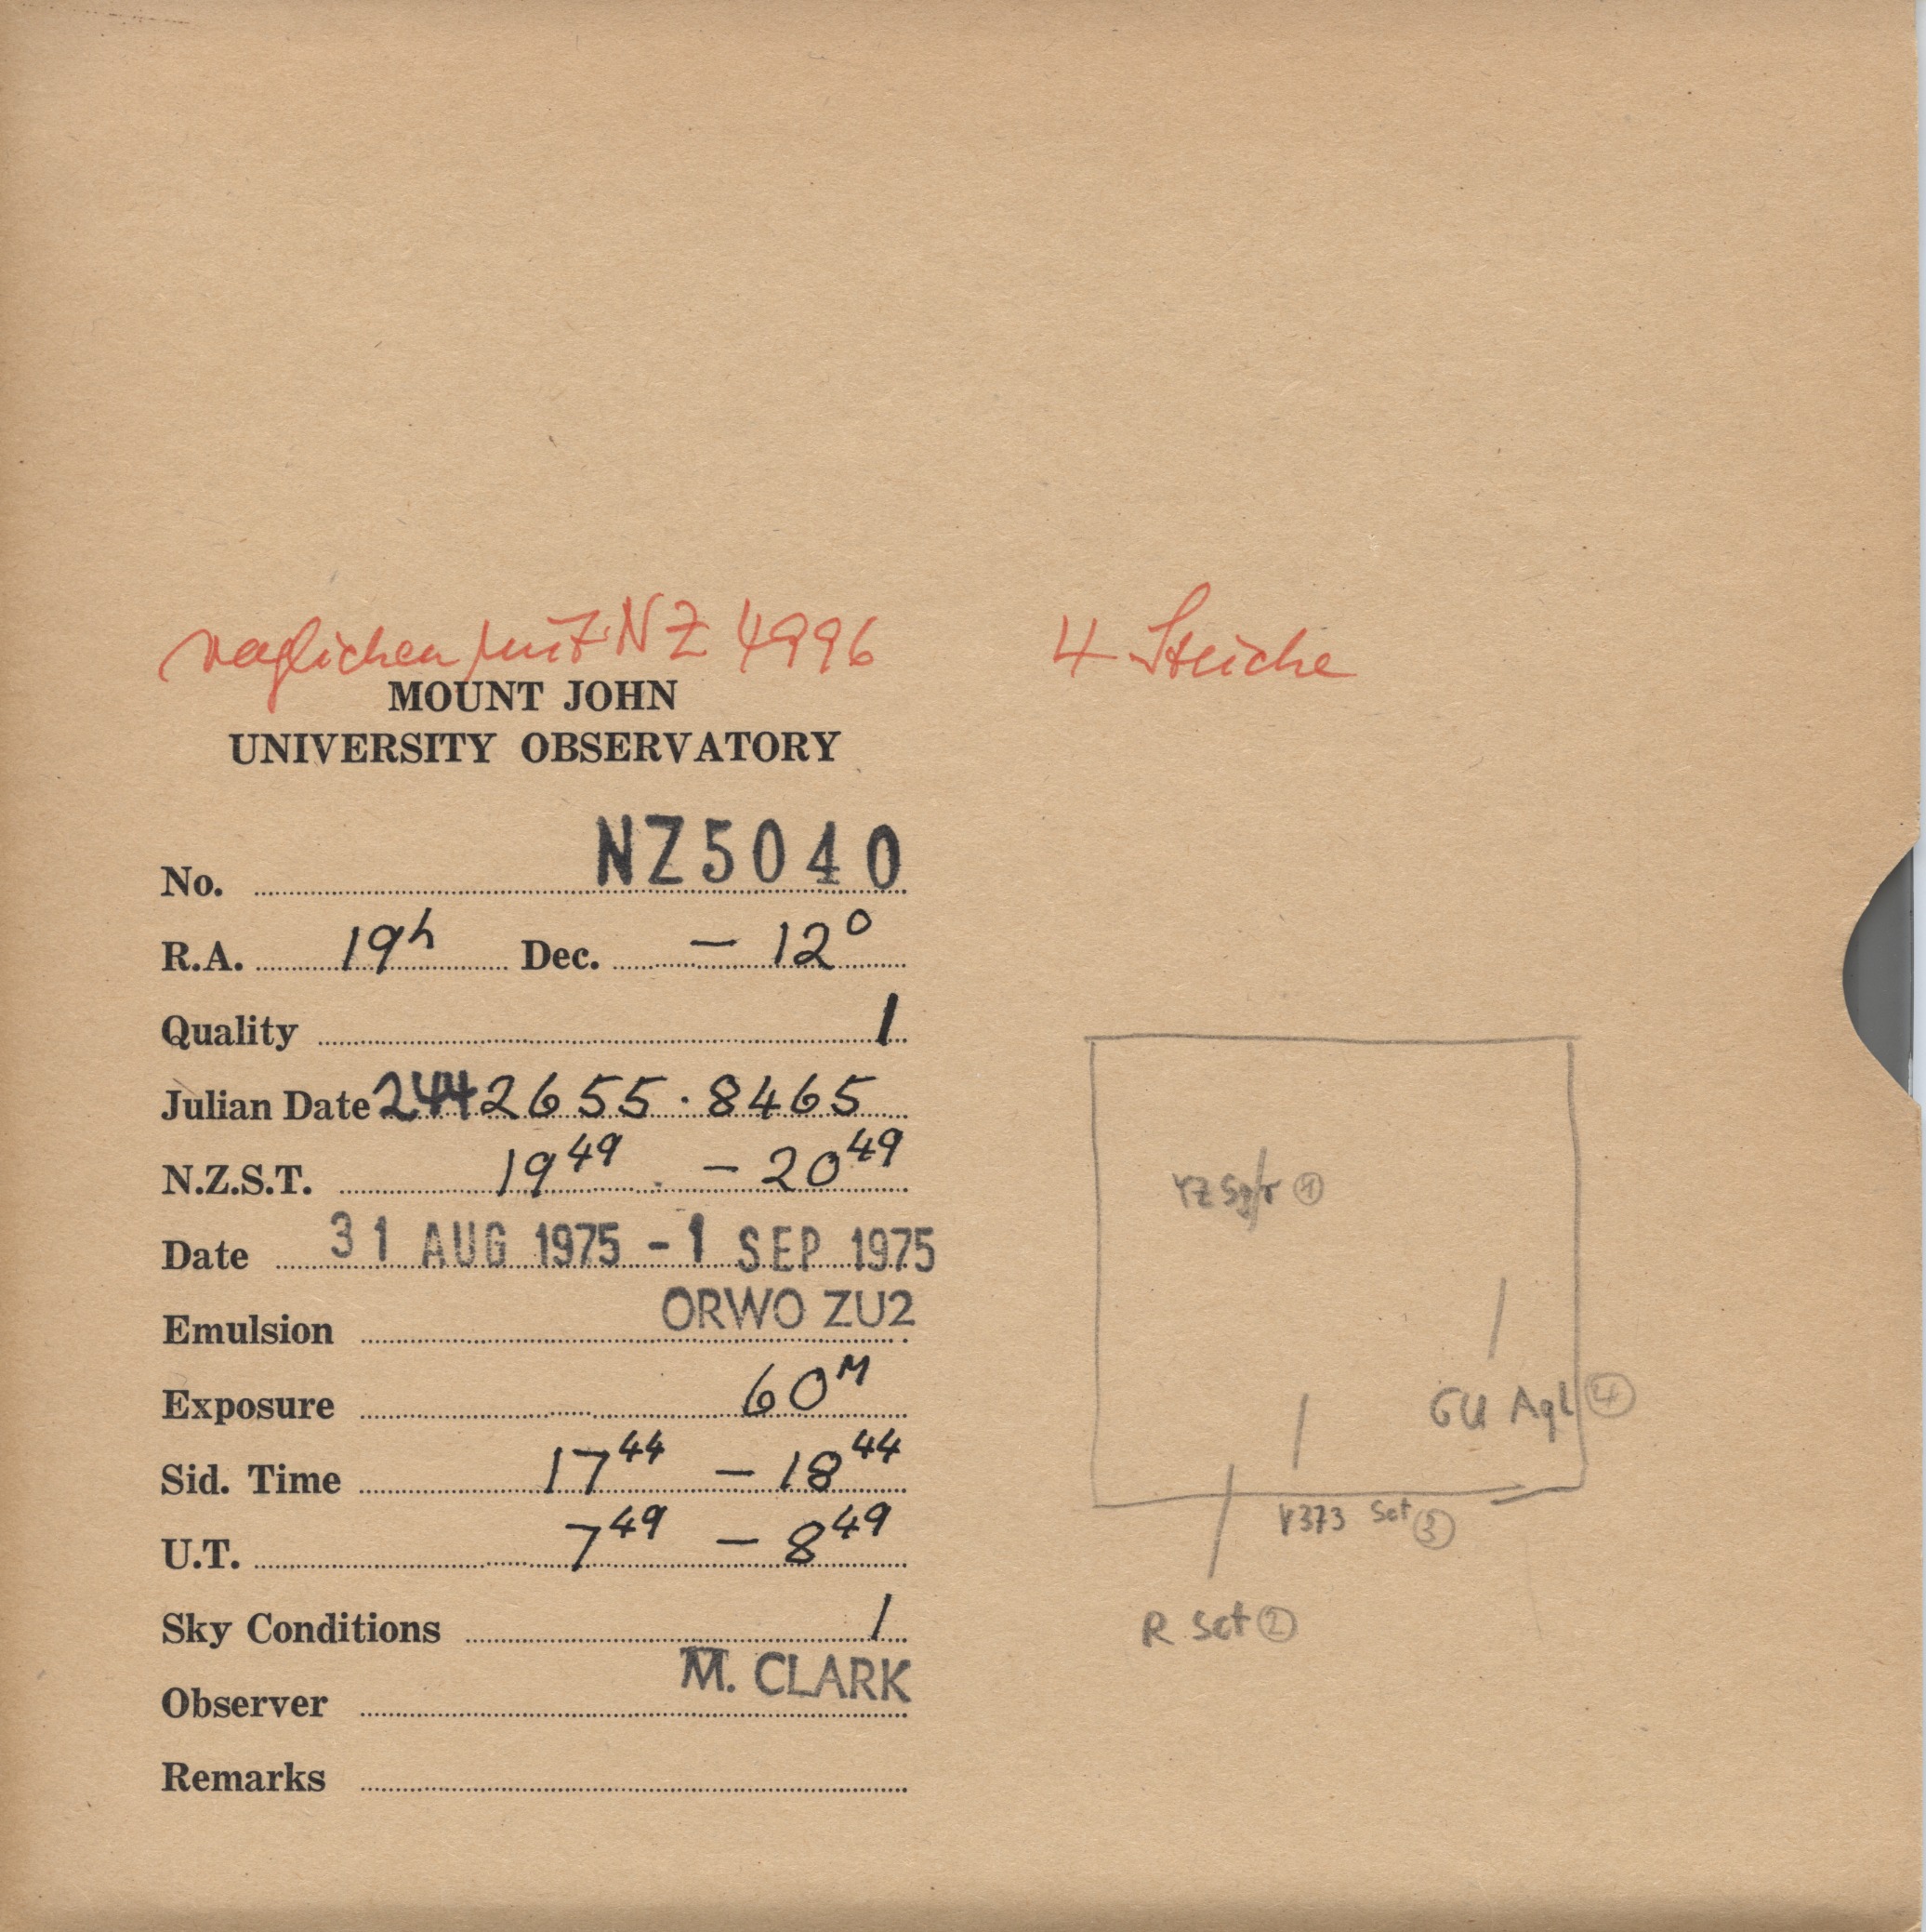 verglichen mit NZ 4996 4 Striche
MOUNT JOHN
UNIVERSITY OBSERVATORY
No. NZ5040
R.A. 19h Dec. - 12°
Quality 1
Julian Date 2442655.8465
N.Z.S.T. 19 49 - 20 49
Date 31 AUG 1975 - 1 SEP 1975
Emulsion ORWO ZU2
Exposure 60M
Sid. Time 17 44 - 18 44
U.T. 7 49 - 8 49
Sky Conditions 1
Observer M. CLARK
Remarks
YZ Sgr ①
GU Aql ④
V373 Sct ③
R Sct ②